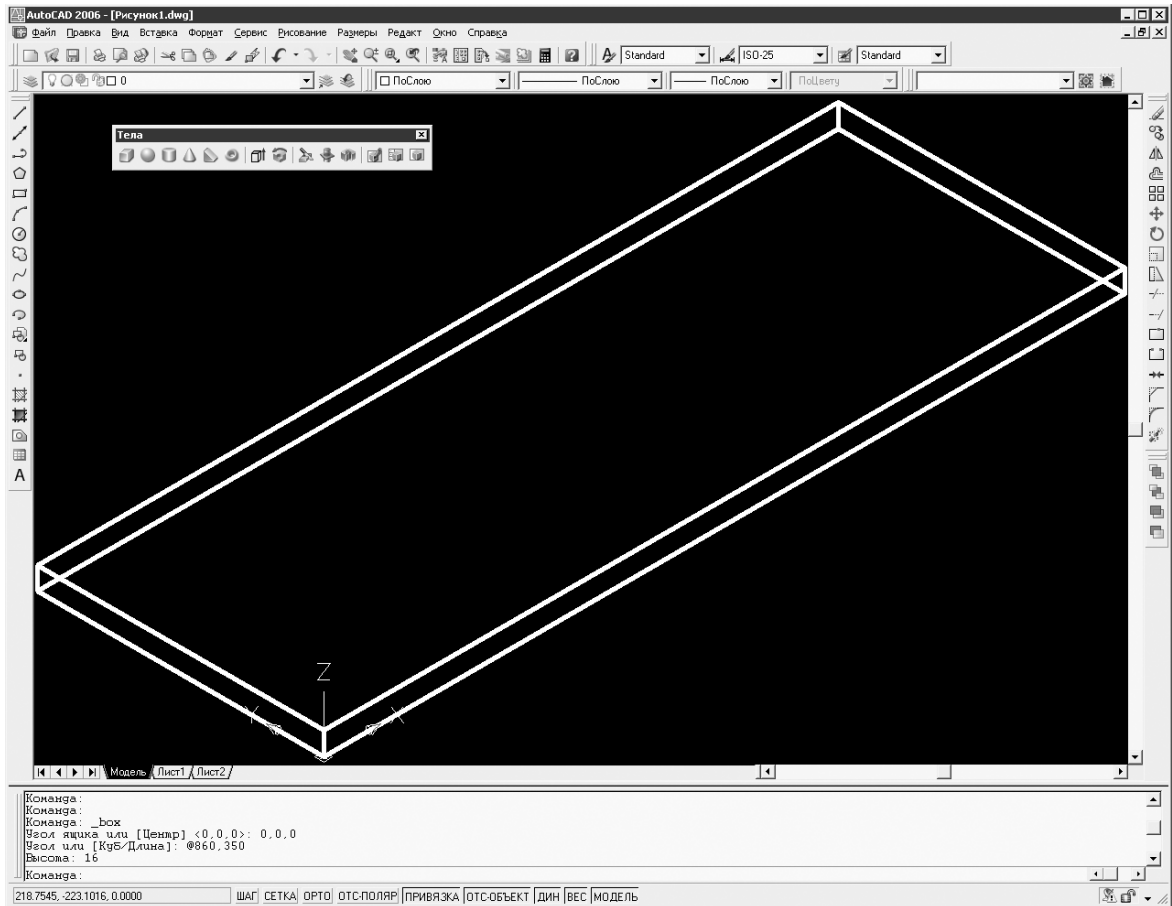 AutoCAD 2006 - [Рисунок1.dwg]
Файл Правка Вид Вставка Формат Сервис Рисование Размеры Редакт Окно Справка
Standard ISO-25 Standard
0 ПоСлою ПоСлою ПоСлою ПоЦвету
Тела
A
Z
Y X
Модель Лист1 Лист2
Команда:
Команда:
Команда: _box
Угол ящика или [Центр] <0,0,0>: 0,0,0
Угол или [Куб/Длина]: @860,350
Высота: 16
Команда:
218.7545, -223.1016, 0.0000 ШАГ СЕТКА ОРТО ОТС-ПОЛЯР ПРИВЯЗКА ОТС-ОБЪЕКТ ДИН ВЕС МОДЕЛЬ